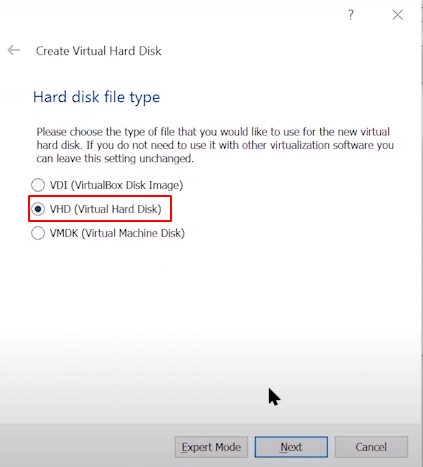 ?
Create Virtual Hard Disk
Hard disk file type
Please choose the type of file that you would like to use for the new virtual
hard disk. If you do not need to use it with other virtualization software you
can leave this setting unchanged.
VDI (VirtualBox Disk Image)
VHD (Virtual Hard Disk)
VMDK (Virtual Machine Disk)
Expert Mode Next Cancel